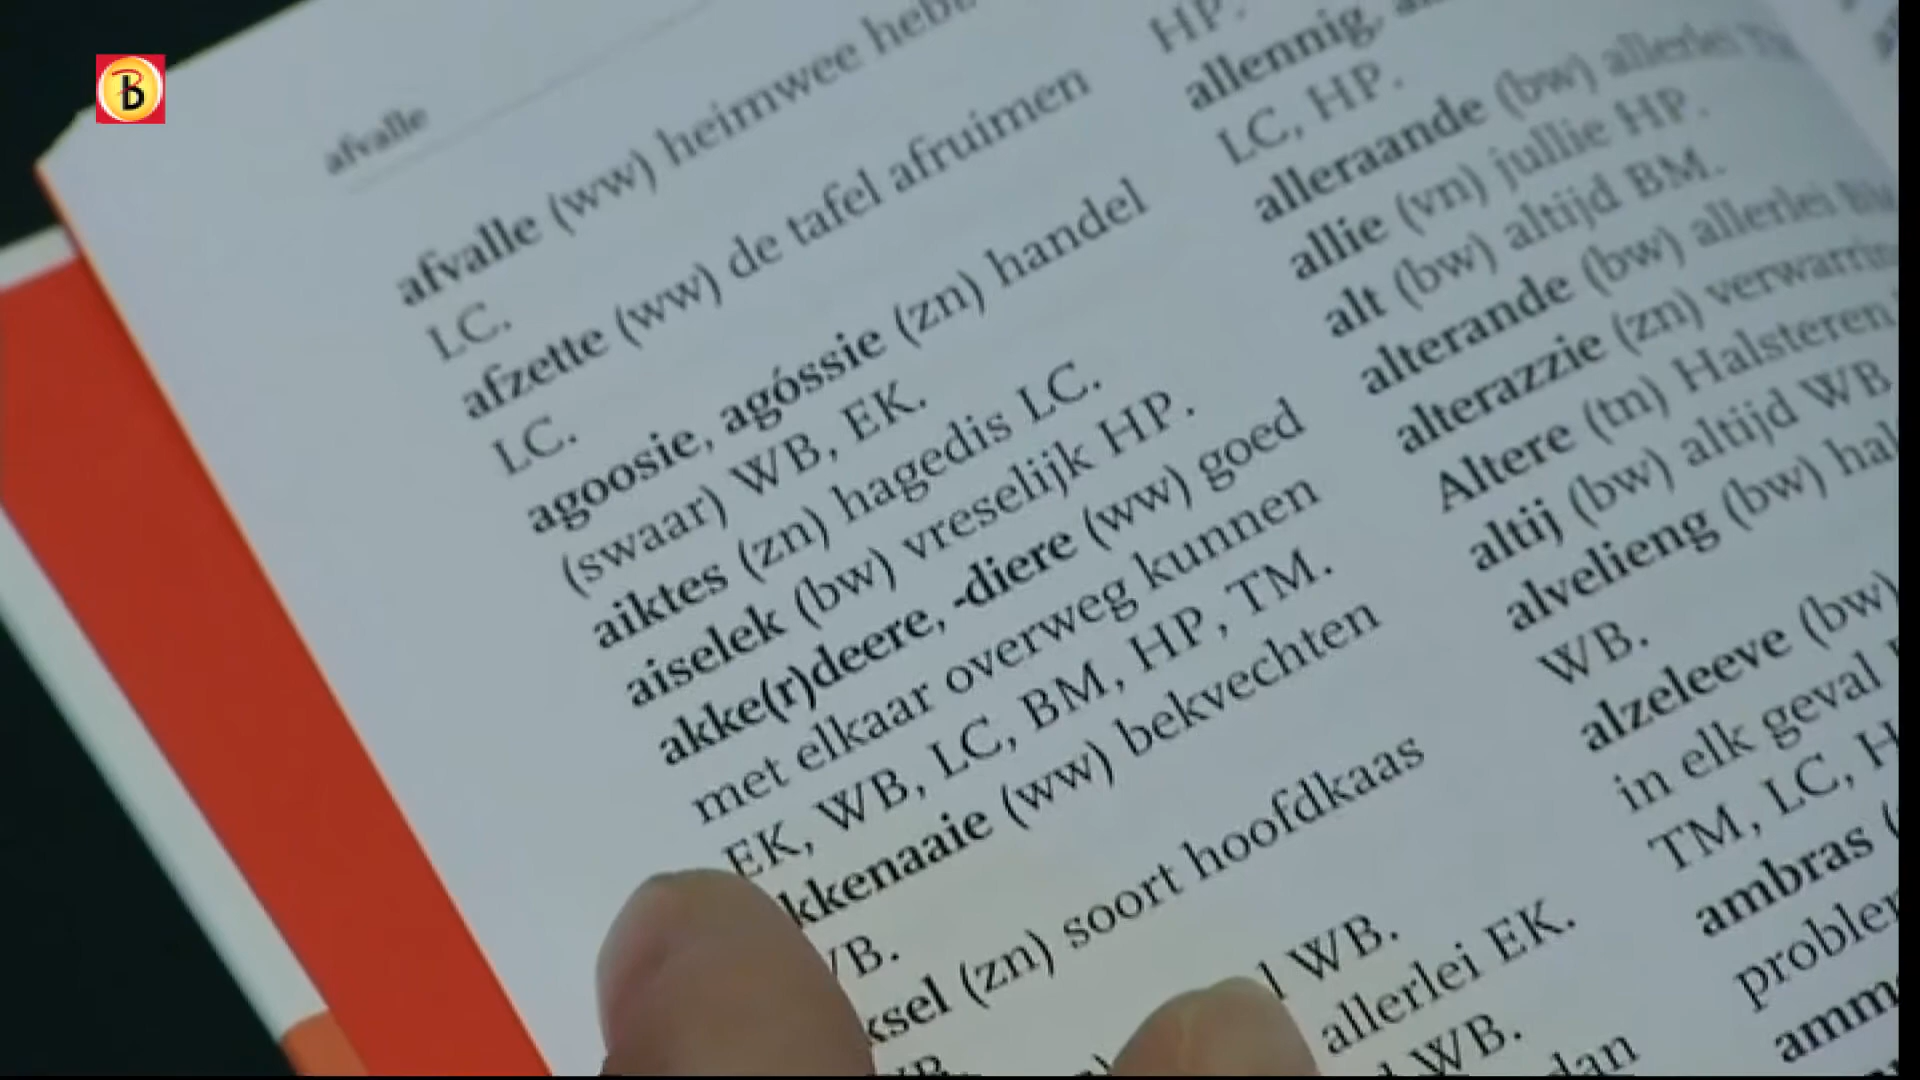 B
afvalle
afvalle (ww) heimwee
LC.
afzette (ww) de tafel afruimen
LC.
agoosie, agóssie (zn) handel
(swaar) WB, EK.
aiktes (zn) hagedis LC.
aiselek (bw) vreselijk HP.
akke(r)deere, -diere (ww) goed
met elkaar overweg kunnen
EK, WB, LC, BM, HP, TM.
kkenaaie (ww) bekvechten
WB.
ksel (zn) soort hoofdkaas
WB.
HP.
allennig,
LC, HP.
alleraande (bw) allerlei
allie (vn) jullie HP.
alt (bw) altijd BM.
alterande (bw) allerlei
alterazzie (zn)
Altere (tn) Halsteren
altij (bw) altijd WB
alvelieng (bw)
WB.
alzeleeve (bw)
in elk geval
TM, LC,
ambras
l WB.
allerlei EK.
WB.
dan